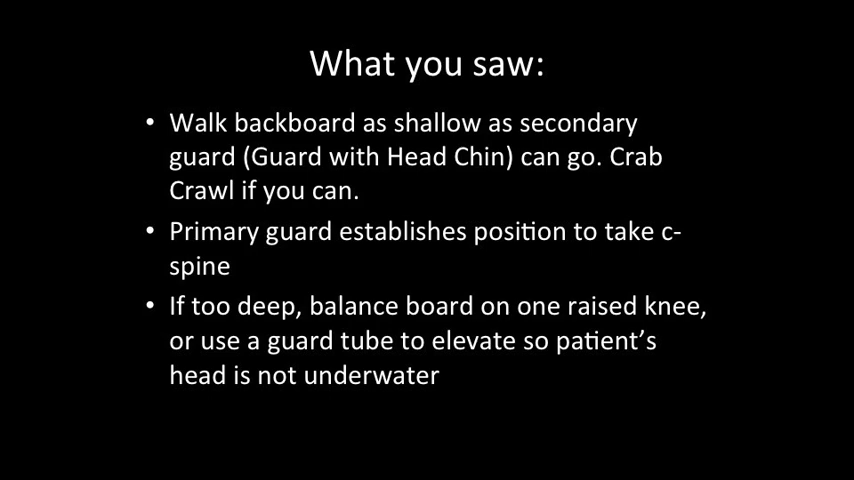 What you saw:
• Walk backboard as shallow as secondary
guard (Guard with Head Chin) can go. Crab
Crawl if you can.
• Primary guard establishes position to take c-
spine
• If too deep, balance board on one raised knee,
or use a guard tube to elevate so patient's
head is not underwater